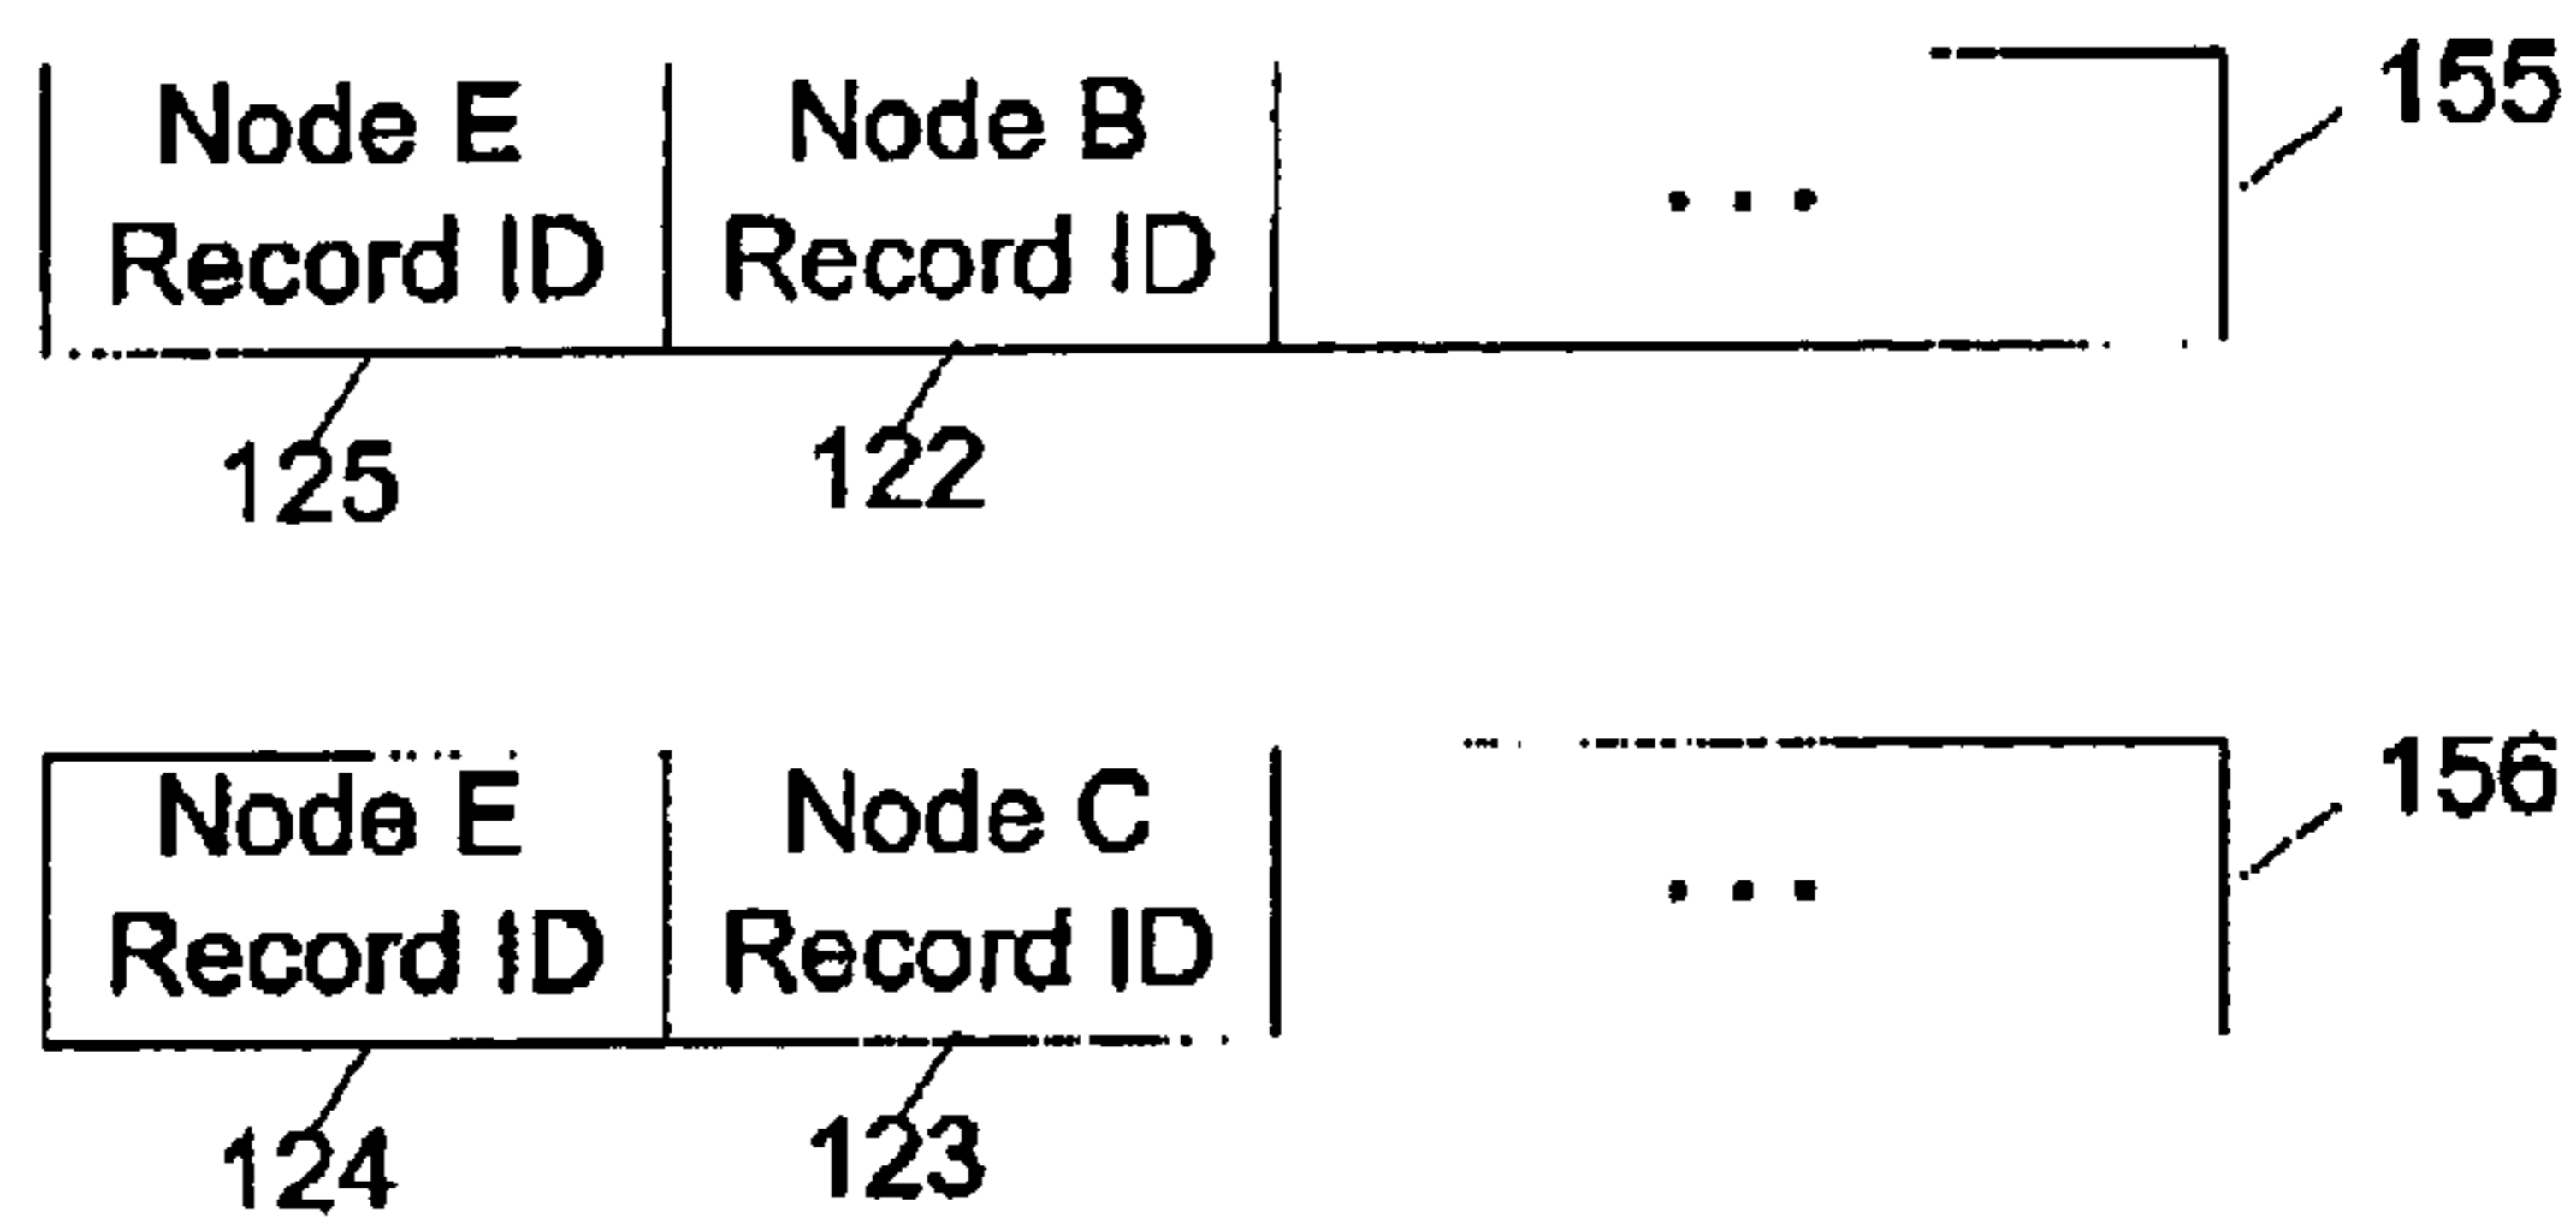 Node E Node B ... 155
Record ID Record ID
125 122
Node E Node C ... 156
Record ID Record ID
124 123